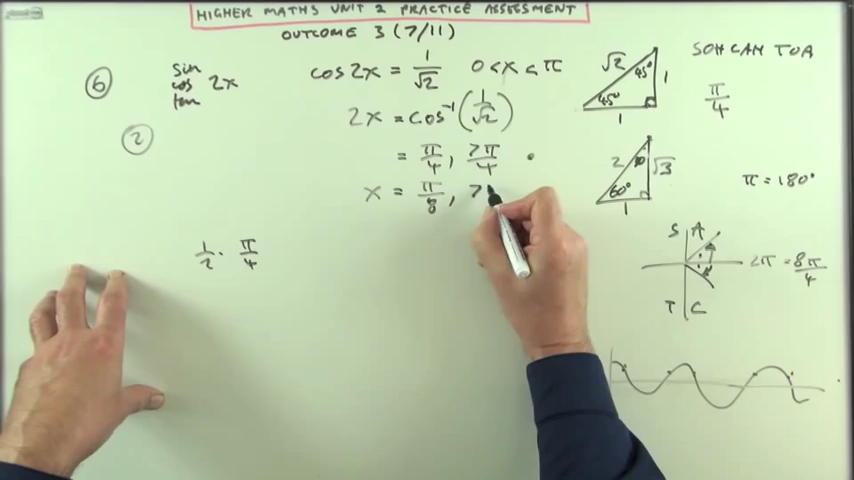 HIGHER MATHS UNIT 2 PRACTICE ASSESSMENT
OUTCOME 3 (7/11)
6
sin
cos 2x
tan
2
cos 2x = 1/√2 0 < x < π
2x = cos⁻¹(1/√2)
= π/4, 7π/4
x = π/8, 7
1/2 · π/4
√2 45° 1
45°
1
SOH CAH TOA
π/4
2 30 √3
60°
1
π = 180°
S A
2π = 8π/4
T C